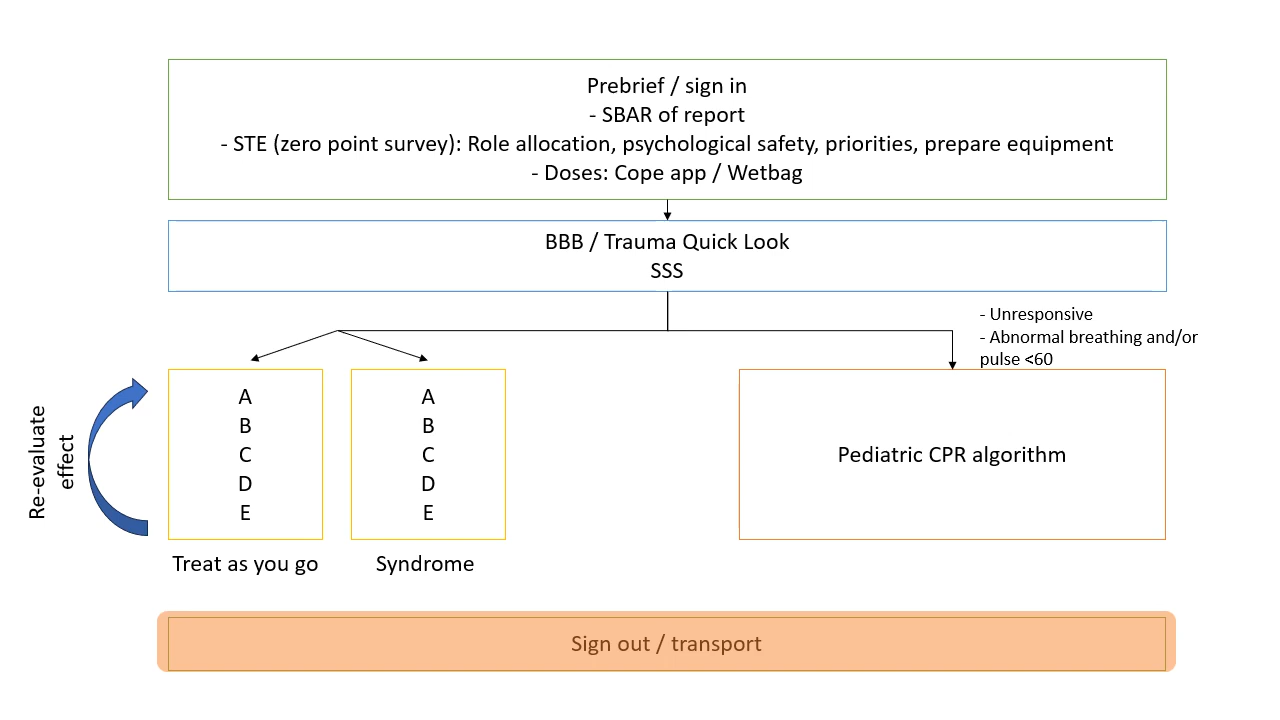 Prebrief / sign in
- SBAR of report
- STE (zero point survey): Role allocation, psychological safety, priorities, prepare equipment
- Doses: Cope app / Wetbag
BBB / Trauma Quick Look
SSS
- Unresponsive
- Abnormal breathing and/or
pulse <60
Re-evaluate
effect
A
B
C
D
E
Treat as you go
A
B
C
D
E
Syndrome
Pediatric CPR algorithm
Sign out / transport